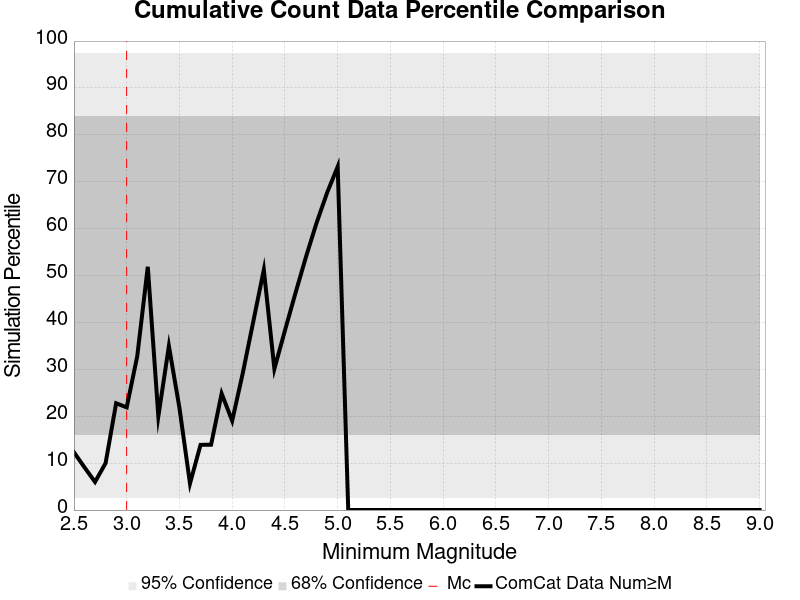 Cumulative Count Data Percentile Comparison
100
90
80
70
60
50
40
30
20
10
0
Simulation Percentile
2.5 3.0 3.5 4.0 4.5 5.0 5.5 6.0 6.5 7.0 7.5 8.0 8.5 9.0
Minimum Magnitude
95% Confidence 68% Confidence Mc ComCat Data Num≥M